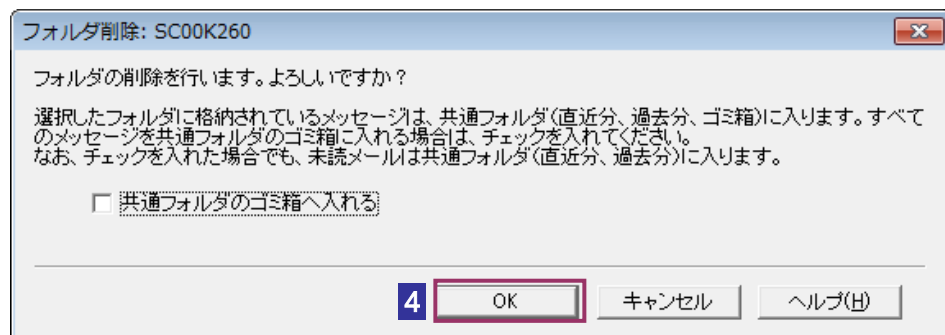 フォルダ削除: SC00K260
フォルダの削除を行います。よろしいですか？
選択したフォルダに格納されているメッセージは、共通フォルダ(直近分、過去分、ゴミ箱)に入ります。すべて
のメッセージを共通フォルダのゴミ箱に入れる場合は、チェックを入れてください。
なお、チェックを入れた場合でも、未読メールは共通フォルダ(直近分、過去分)に入ります。
共通フォルダのゴミ箱へ入れる
4 OK キャンセル ヘルプ(H)